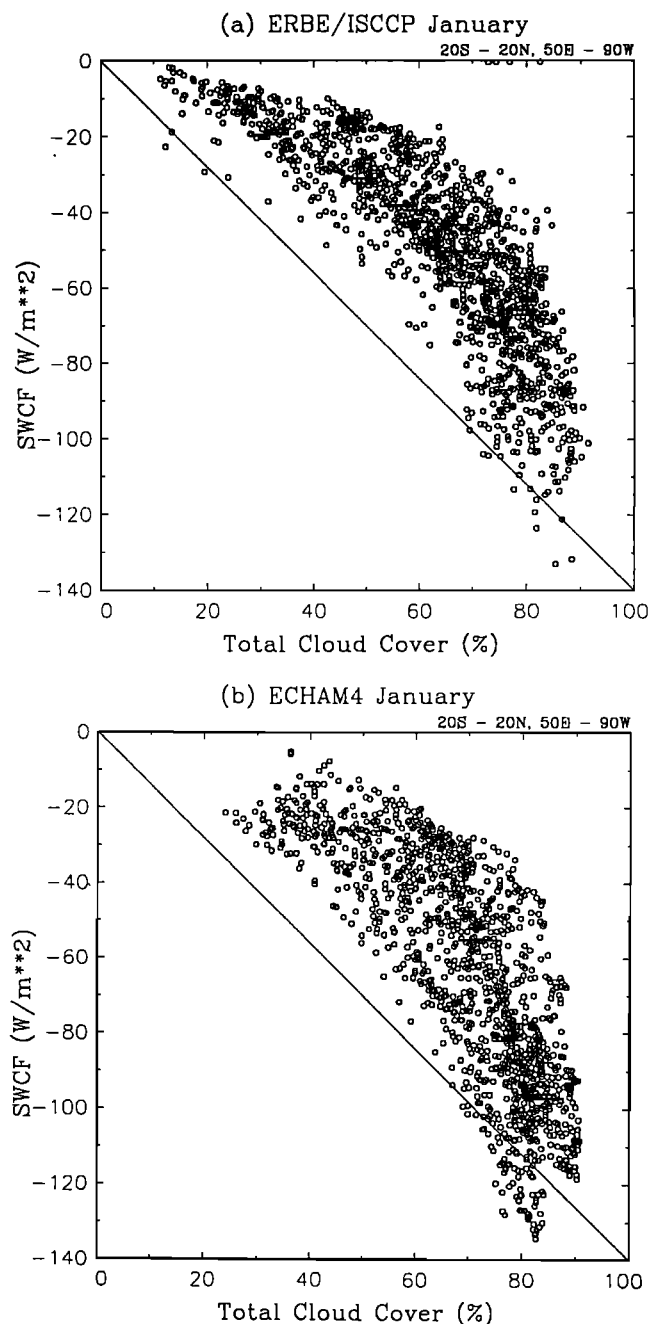 (a) ERBE/ISCCP January
20S - 20N, 50E - 90W
0
-20
-40
-60
-80
-100
-120
-140
SWCF (W/m**2)
0 20 40 60 80 100
Total Cloud Cover (%)
(b) ECHAM4 January
20S - 20N, 50E - 90W
0
-20
-40
-60
-80
-100
-120
-140
SWCF (W/m**2)
0 20 40 60 80 100
Total Cloud Cover (%)